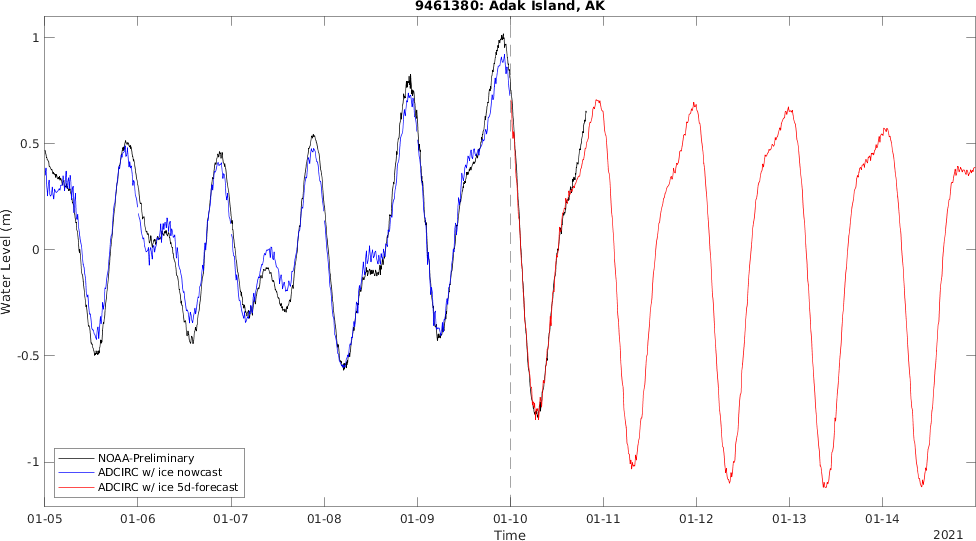 9461380: Adak Island, AK
Water Level (m)
1
0.5
0
-0.5
-1
NOAA-Preliminary
ADCIRC w/ ice nowcast
ADCIRC w/ ice 5d-forecast
01-05 01-06 01-07 01-08 01-09 01-10 01-11 01-12 01-13 01-14
Time
2021